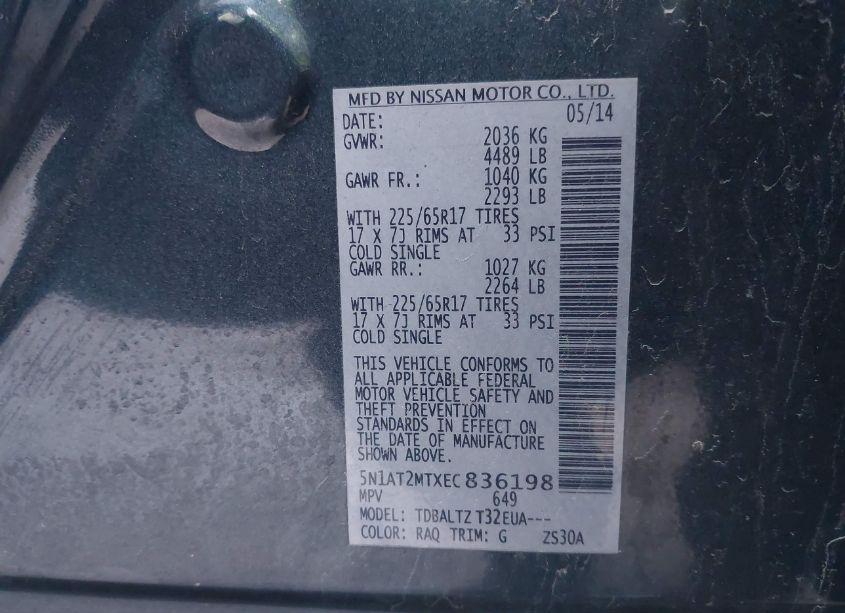 MFD BY NISSAN MOTOR CO., LTD.
DATE: 05/14
GVWR: 2036 KG
4489 LB
GAWR FR.: 1040 KG
2293 LB
WITH 225/65R17 TIRES
17 X 7J RIMS AT 33 PSI
COLD SINGLE
GAWR RR.: 1027 KG
2264 LB
WITH 225/65R17 TIRES
17 X 7J RIMS AT 33 PSI
COLD SINGLE
THIS VEHICLE CONFORMS TO
ALL APPLICABLE FEDERAL
MOTOR VEHICLE SAFETY AND
THEFT PREVENTION
STANDARDS IN EFFECT ON
THE DATE OF MANUFACTURE
SHOWN ABOVE.
5N1AT2MTXEC836198
MPV 649
MODEL: TDBALTZ T32EUA---
COLOR: RAQ TRIM: G ZS30A